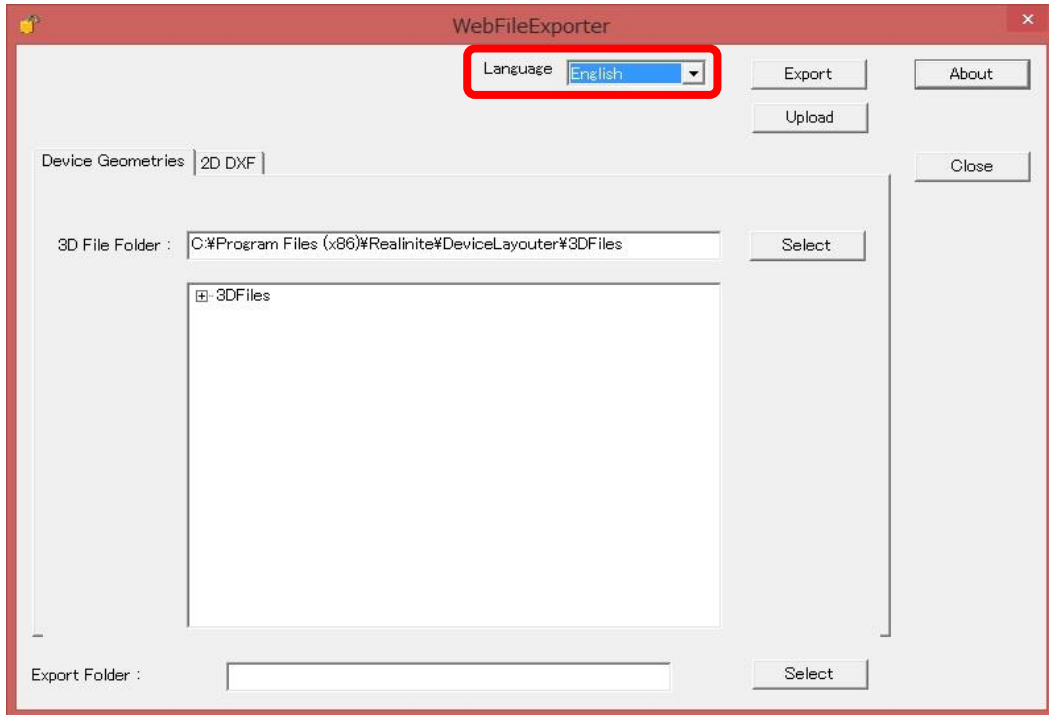 WebFileExporter
Language English Export About
Upload
Device Geometries 2D DXF Close
3D File Folder : C:¥Program Files (x86)¥Realinite¥DeviceLayouter¥3DFiles Select
3DFiles
Export Folder : Select